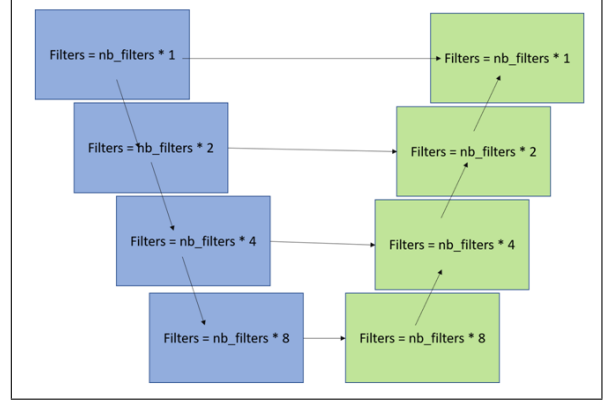 Filters = nb_filters * 1
Filters = nb_filters * 1
Filters = nb_filters * 2
Filters = nb_filters * 2
Filters = nb_filters * 4
Filters = nb_filters * 4
Filters = nb_filters * 8
Filters = nb_filters * 8